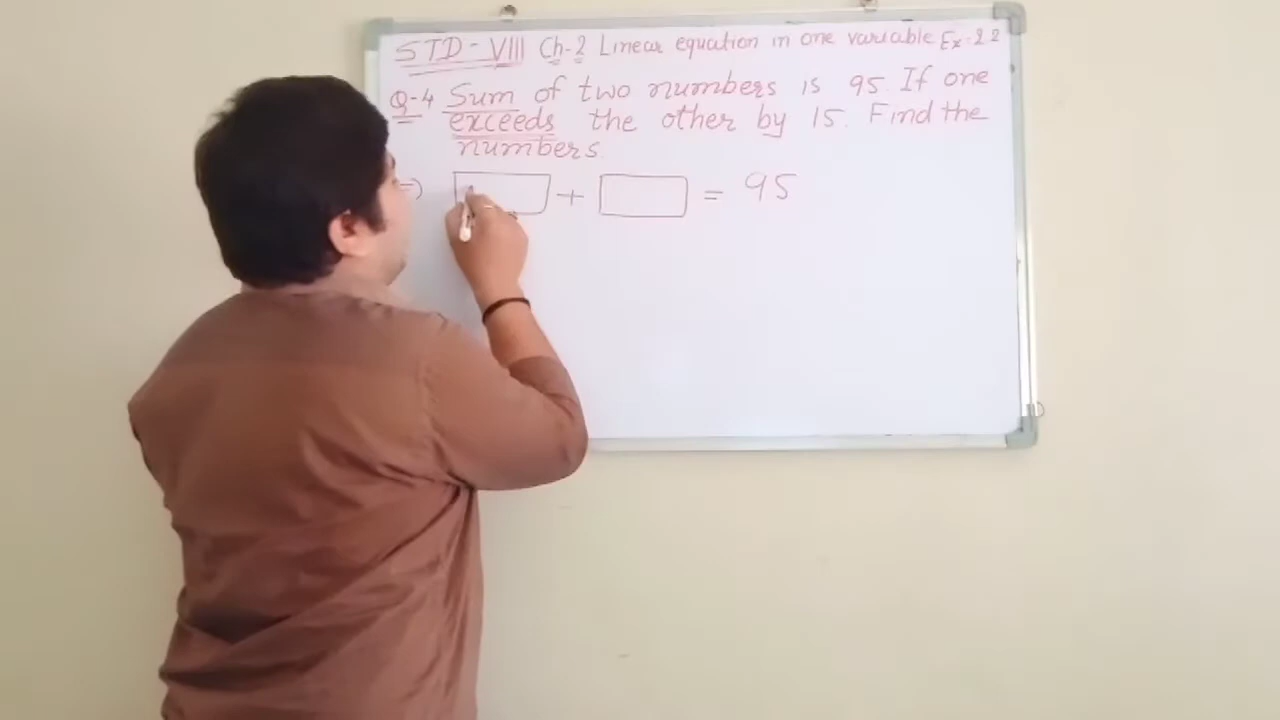 STD - VIII Ch-2 Linear equation in one variable Ex-2.2
Q-4 Sum of two numbers is 95. If one
exceeds the other by 15. Find the
numbers.
⇒ + = 95